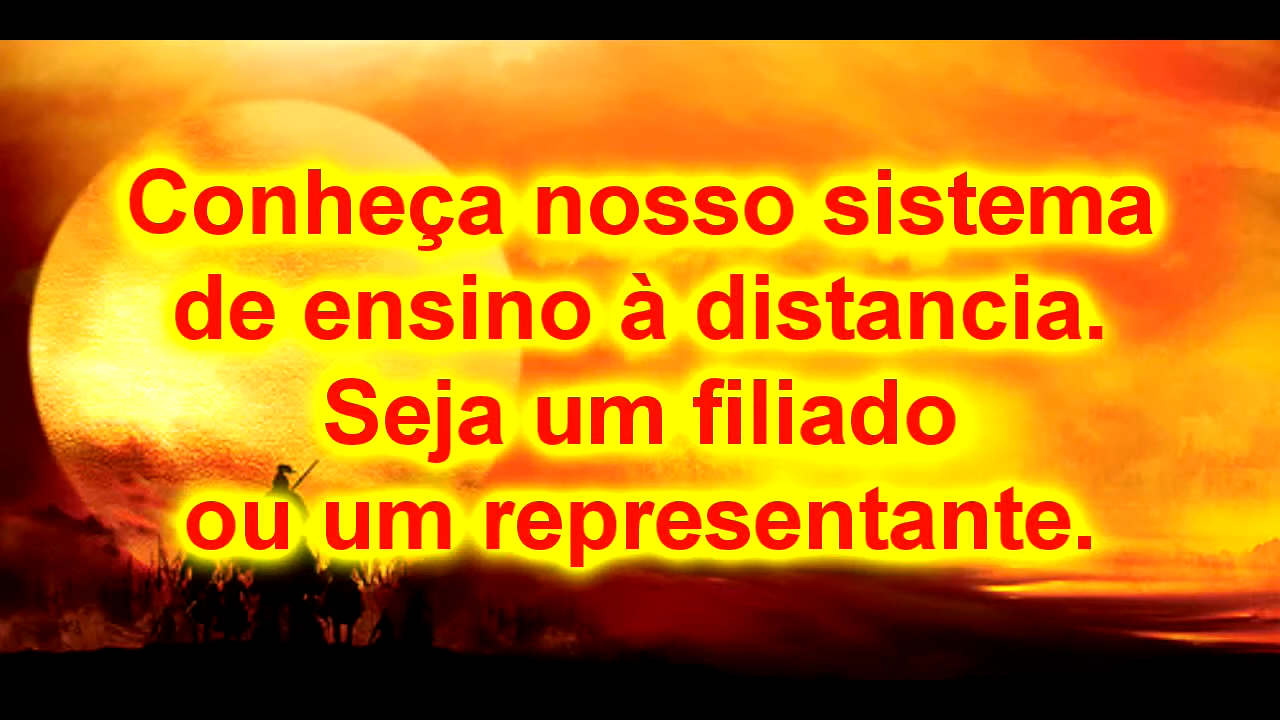 Conheça nosso sistema
de ensino à distancia.
Seja um filiado
ou um representante.